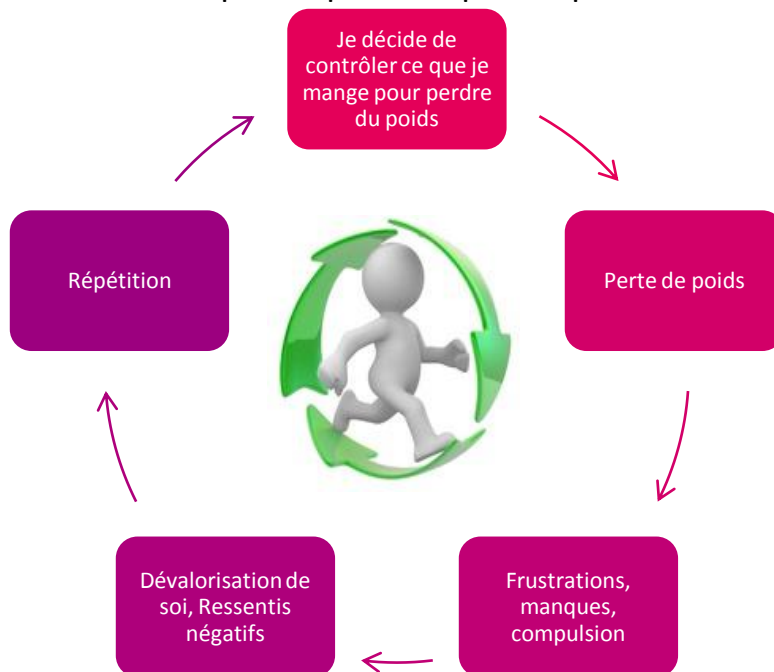 Je décide de
contrôler ce que je
mange pour perdre
du poids
Perte de poids
Frustrations,
manques,
compulsion
Dévalorisation de
soi, Ressentis
négatifs
Répétition